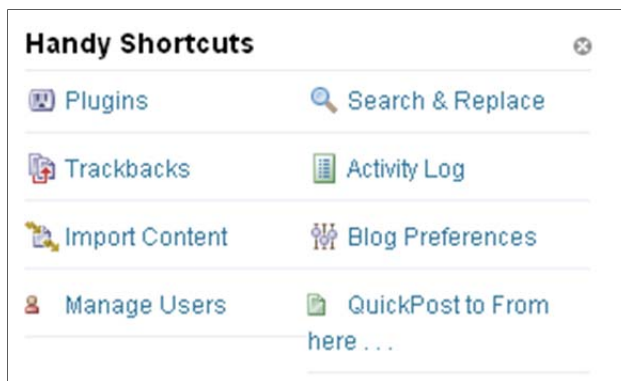 Handy Shortcuts
Plugins
Search & Replace
Trackbacks
Activity Log
Import Content
Blog Preferences
Manage Users
QuickPost to From
here . . .